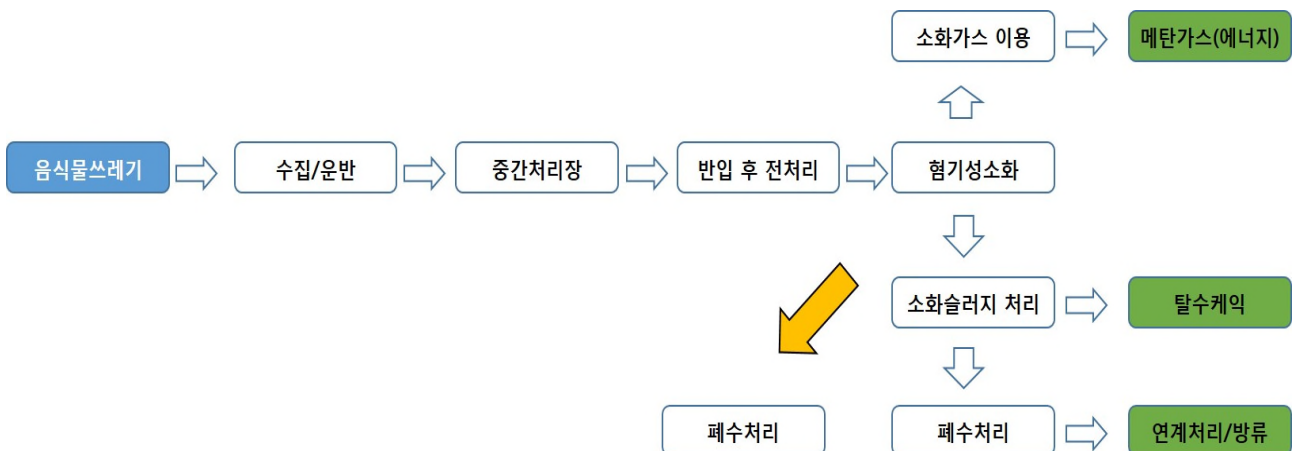 소화가스 이용
메탄가스(에너지)
음식물쓰레기
수집/운반
중간처리장
반입 후 전처리
혐기성소화
소화슬러지 처리
탈수케익
폐수처리
폐수처리
연계처리/방류